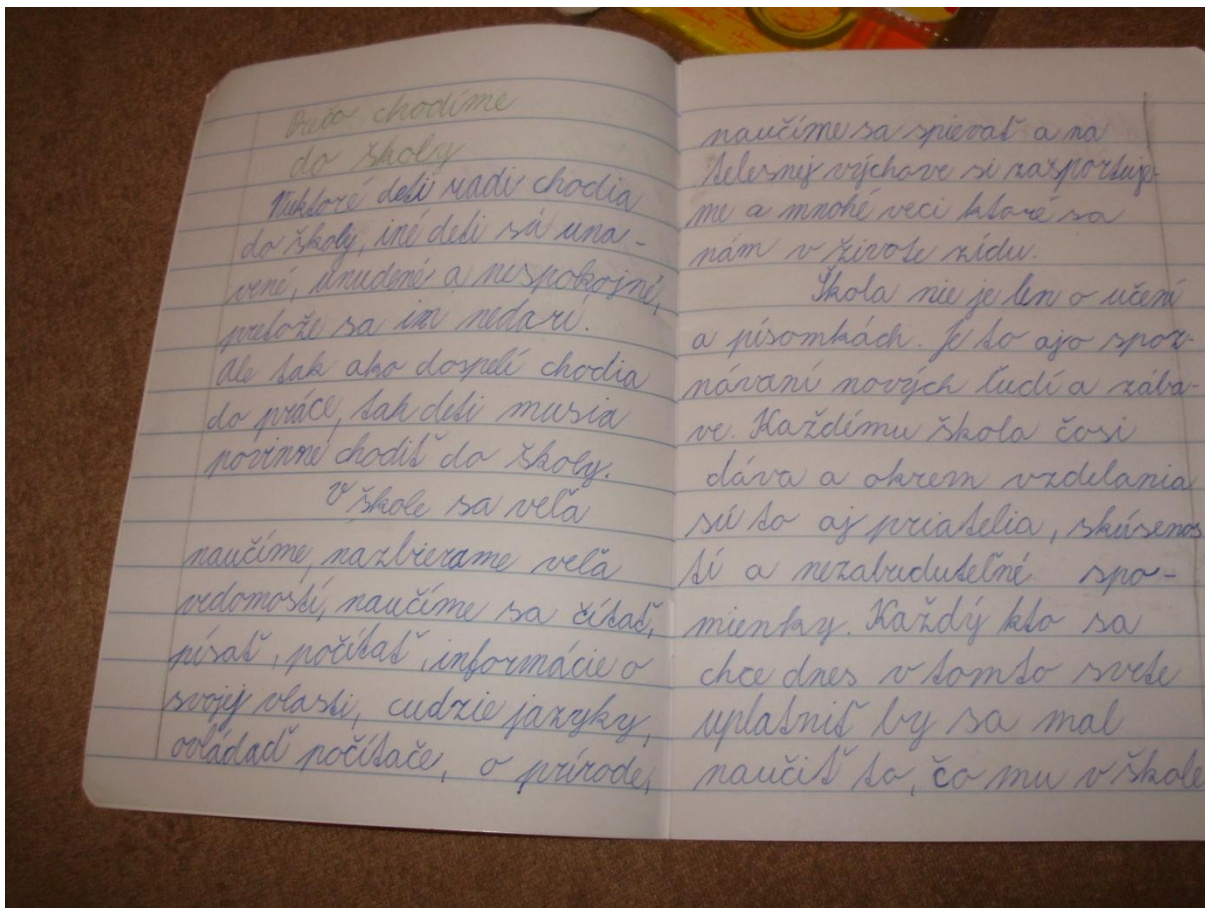 Prečo chodíme
do školy
Niektoré deti radi chodia
do školy, iné deti sú una-
vené, unudené a nespokojné,
pretože sa im nedarí.
Ale tak ako dospelí chodia
do práce, tak deti musia
povinné chodiť do školy.
V škole sa veľa
naučíme, nazbierame veľa
vedomostí, naučíme sa čítať,
písať, počítať, informácie o
svojej vlasti, cudzie jazyky,
ovládať počítače, o prírode,
naučíme sa spievať a na
telesnej výchove si zašportuje-
me a mnohé veci ktoré sa
nám v živote zídu.
Škola nie je len o učení
a písomkách. Je to ajo spoz-
návaní nových ľudí a zába-
ve. Každému škola čosi
dáva a okrem vzdelania
sú to aj priatelia, skúsenos
tí a nezabuduteľné spo-
mienky. Každý kto sa
chce dnes v tomto svete
uplatniť by sa mal
naučiť to, čo mu v škole